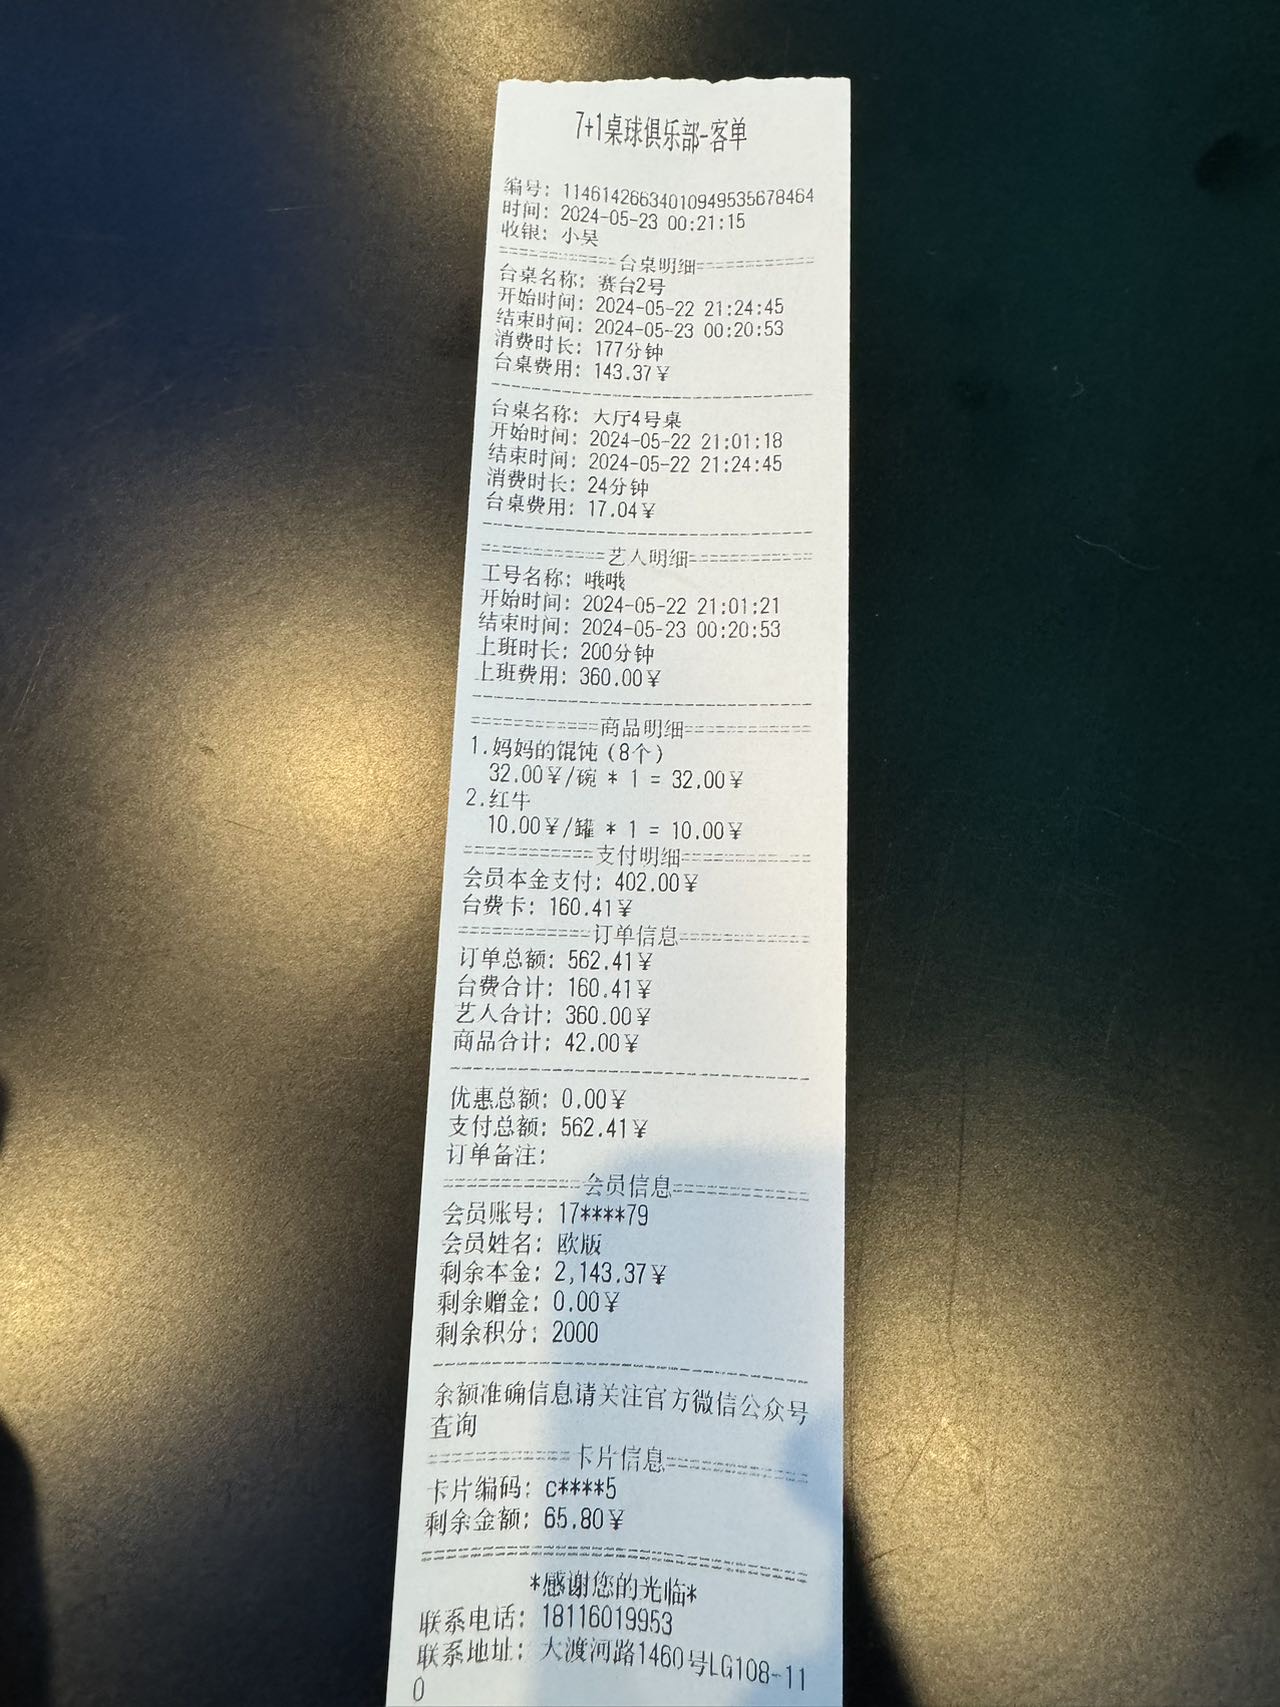 7+1桌球俱乐部-客单
编号: 11461426634010949535678464
时间: 2024-05-23 00:21:15
收银: 小吴
============台桌明细============
台桌名称: 赛台2号
开始时间: 2024-05-22 21:24:45
结束时间: 2024-05-23 00:20:53
消费时长: 177分钟
台桌费用: 143.37¥
--------------------------------
台桌名称: 大厅4号桌
开始时间: 2024-05-22 21:01:18
结束时间: 2024-05-22 21:24:45
消费时长: 24分钟
台桌费用: 17.04¥
--------------------------------
============艺人明细============
工号名称: 哦哦
开始时间: 2024-05-22 21:01:21
结束时间: 2024-05-23 00:20:53
上班时长: 200分钟
上班费用: 360.00¥
--------------------------------
============商品明细============
1.妈妈的馄饨(8个)
32.00¥/碗 * 1 = 32.00¥
2.红牛
10.00¥/罐 * 1 = 10.00¥
============支付明细============
会员本金支付: 402.00¥
台费卡: 160.41¥
============订单信息============
订单总额: 562.41¥
台费合计: 160.41¥
艺人合计: 360.00¥
商品合计: 42.00¥
--------------------------------
优惠总额: 0.00¥
支付总额: 562.41¥
订单备注:
============会员信息============
会员账号: 17****79
会员姓名: 欧版
剩余本金: 2,143.37¥
剩余赠金: 0.00¥
剩余积分: 2000
--------------------------------
余额准确信息请关注官方微信公众号
查询
============卡片信息============
卡片编码: c****5
剩余金额: 65.80¥
================================
*感谢您的光临*
联系电话: 18116019953
联系地址: 大渡河路1460号LG108-11
0